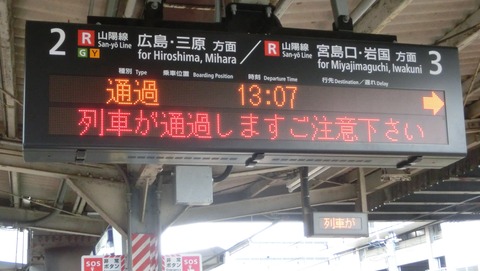 2 R 山陽線 San-yō Line G Y 広島・三原 方面 for Hiroshima, Mihara / R 山陽線 San-yō Line 宮島口・岩国 方面 for Miyajimaguchi, Iwakuni 3
種別 Type 乗車位置 Boarding Position 時刻 Departure Time 行先 Destination / 遅れ Delay
通過 13:07
列車が通過しますご注意下さい
列車が
SOS
SOS